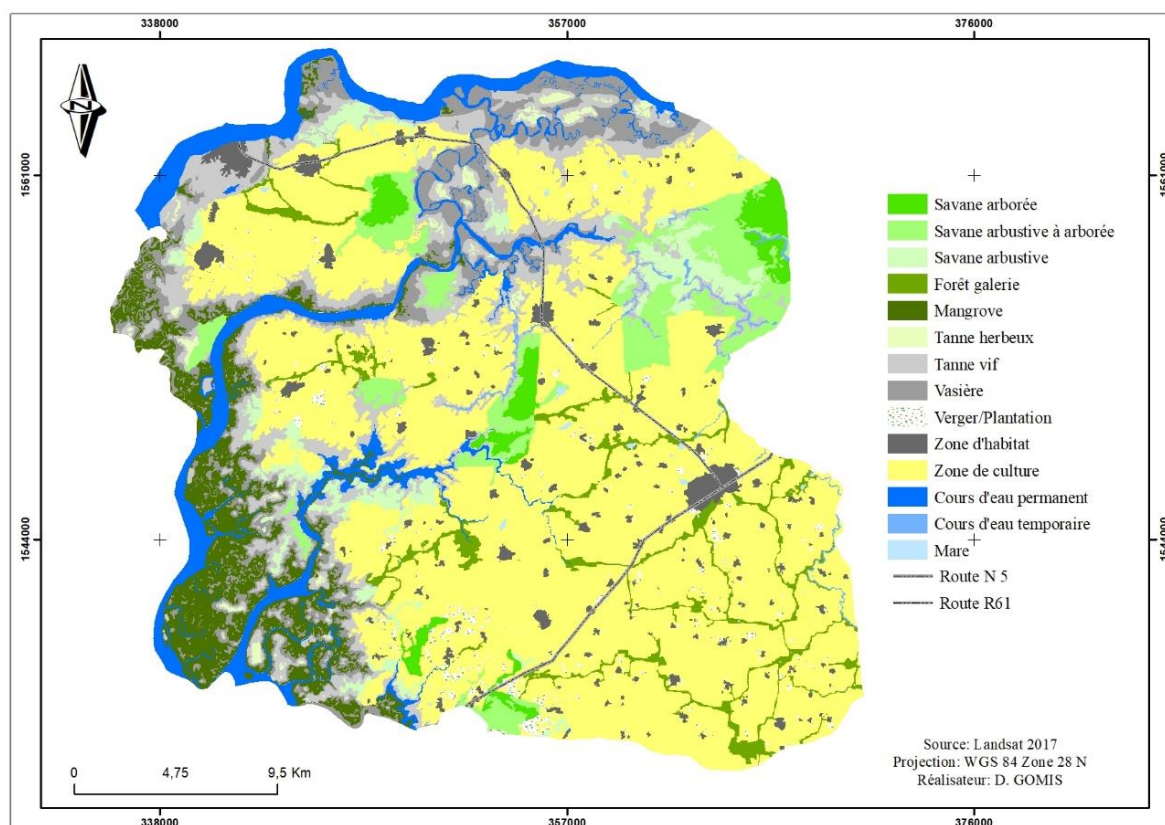 338000
357000
376000
N
1561000
1561000
Savane arborée
Savane arbustive à arborée
Savane arbustive
Forêt galerie
Mangrove
Tanne herbeux
Tanne vif
Vasière
Verger/Plantation
Zone d'habitat
Zone de culture
Cours d'eau permanent
Cours d'eau temporaire
Mare
Route N 5
Route R61
1544000
1544000
Source: Landsat 2017
Projection: WGS 84 Zone 28 N
Réalisateur: D. GOMIS
0 4,75 9,5 Km
338000
357000
376000